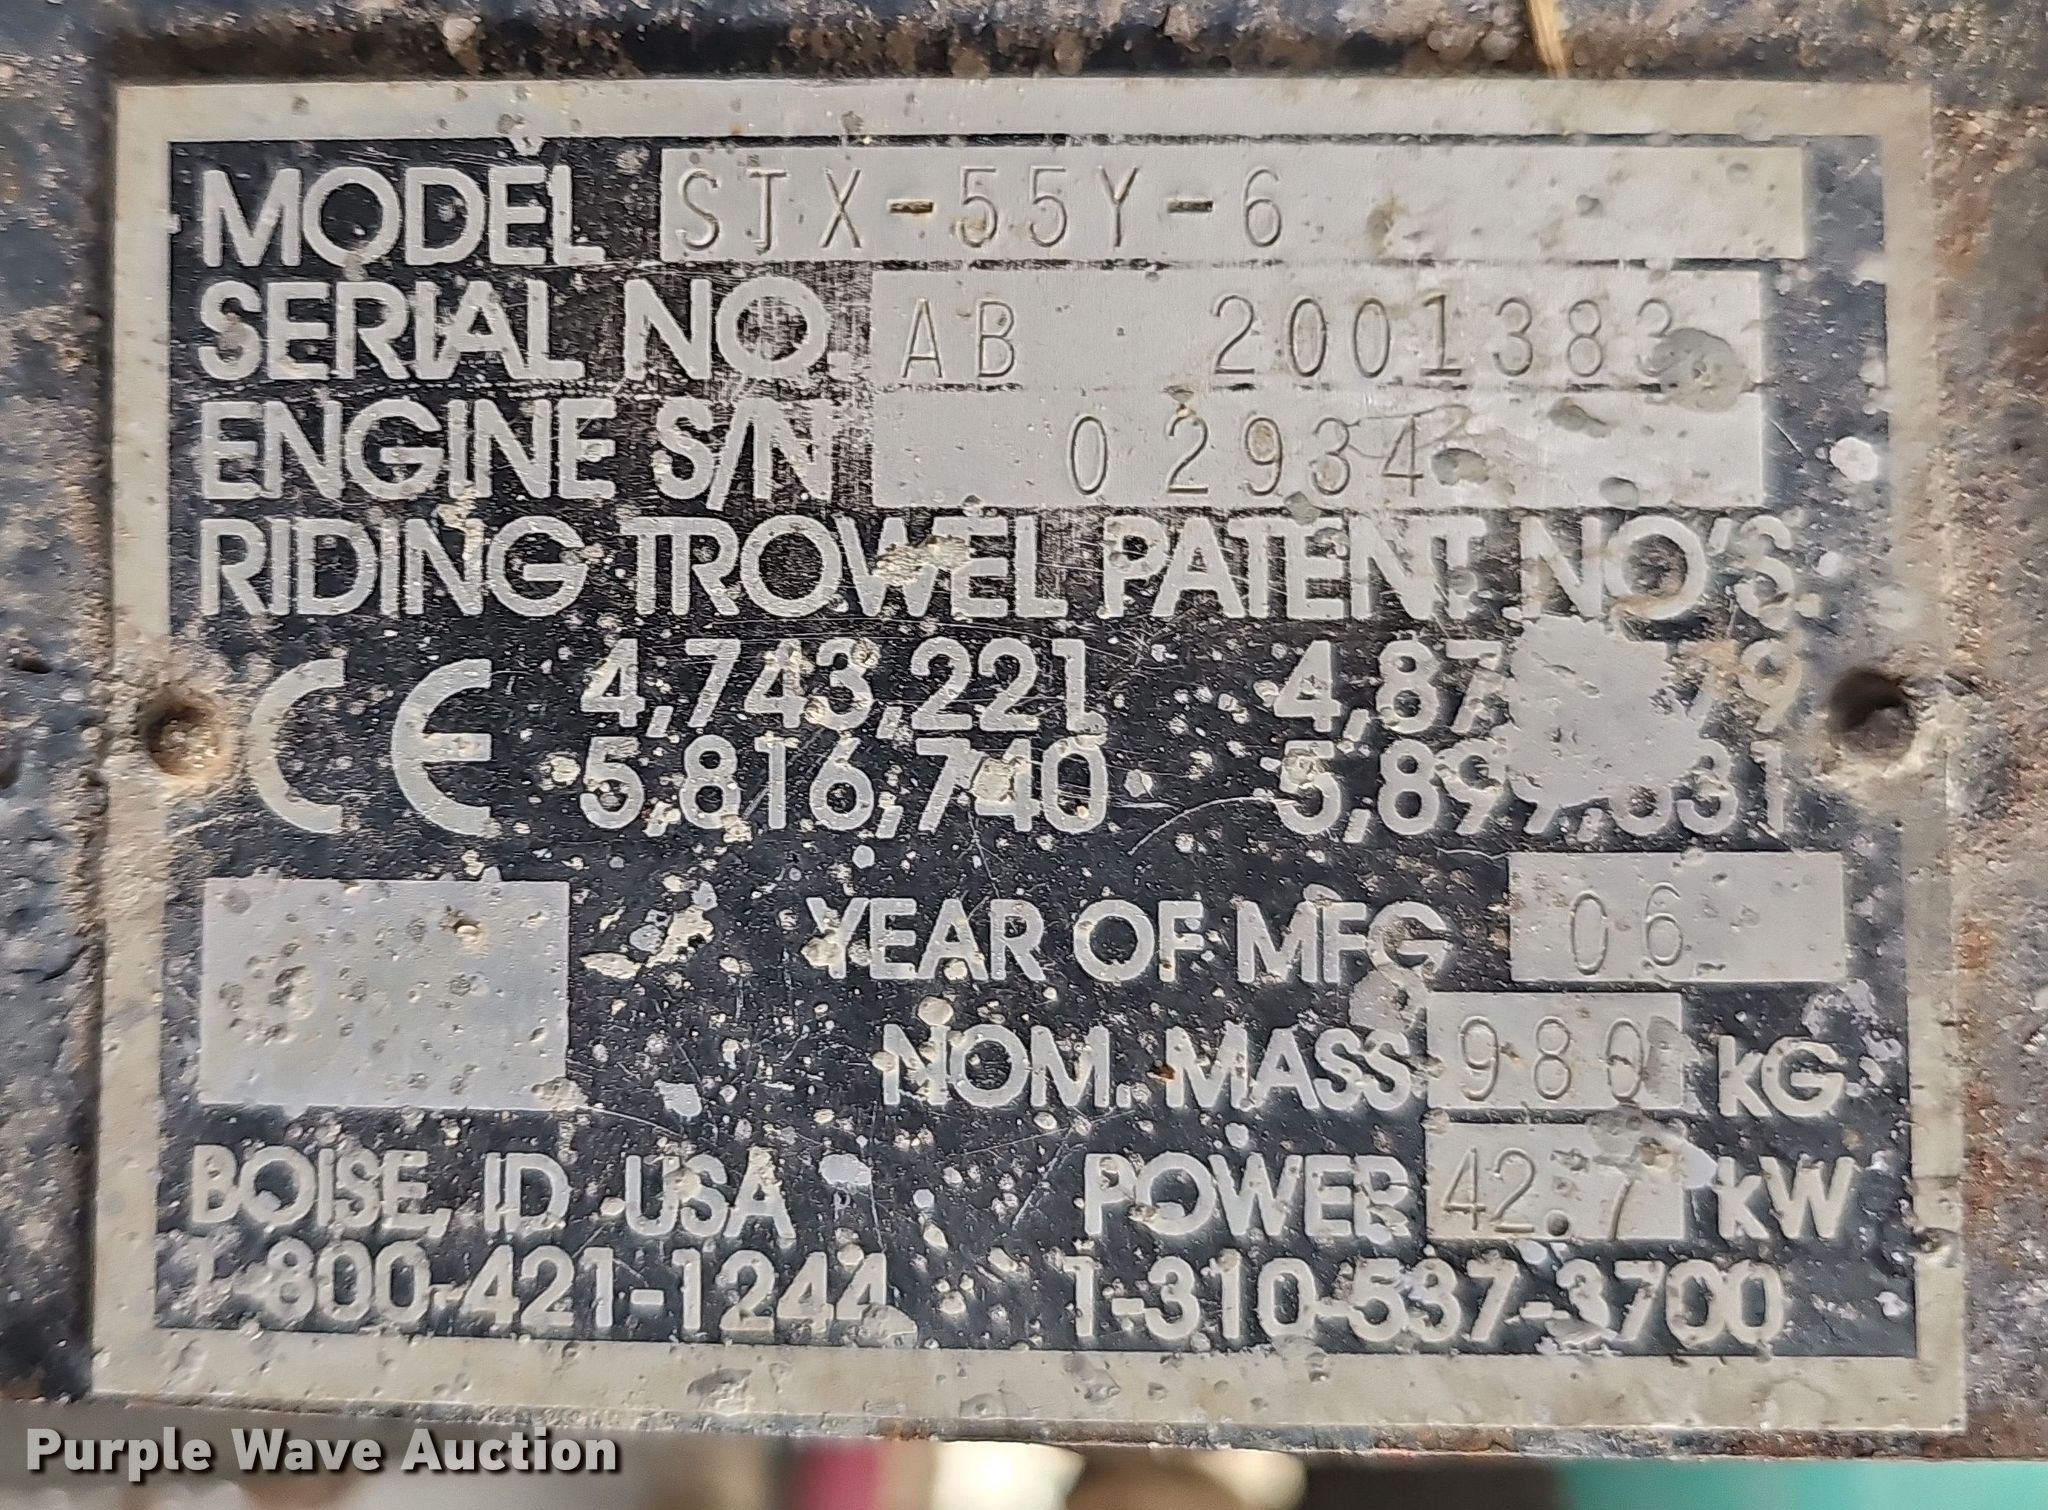 MODEL STX-55Y-6
SERIAL NO. AB 2001383
ENGINE S/N 02934
RIDING TROWEL PATENT NO'S.
CE 4,743,221
5,816,740
YEAR OF MFG 06
NOM. MASS 980 KG
BOISE, ID USA POWER 42.7 KW
1-800-421-1244 1-310-537-3700
Purple Wave Auction